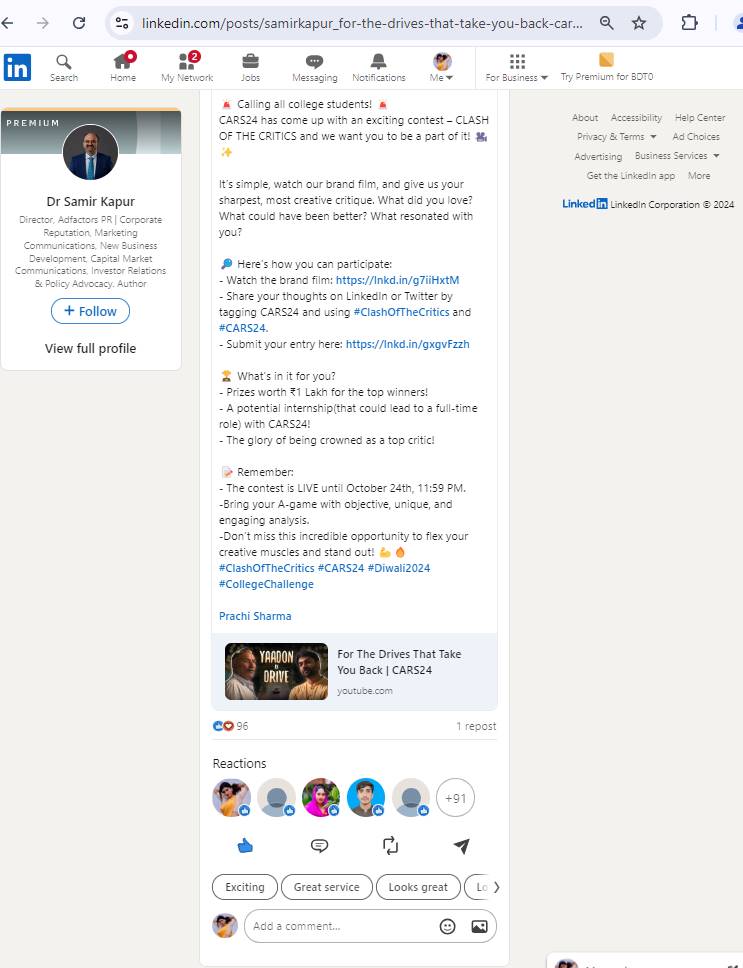 linkedin.com/posts/samirkapur_for-the-drives-that-take-you-back-car...
in
Search
Home
2
My Network
Jobs
Messaging
Notifications
Me
For Business
Try Premium for BDT0
PREMIUM
Dr Samir Kapur
Director, Adfactors PR | Corporate
Reputation, Marketing
Communications, New Business
Development, Capital Market
Communications, Investor Relations
& Policy Advocacy. Author
+ Follow
View full profile
🚨 Calling all college students! 🚨
CARS24 has come up with an exciting contest – CLASH
OF THE CRITICS and we want you to be a part of it! 🎥
✨
It's simple, watch our brand film, and give us your
sharpest, most creative critique. What did you love?
What could have been better? What resonated with
you?
🔎 Here's how you can participate:
- Watch the brand film: https://lnkd.in/g7iiHxtM
- Share your thoughts on LinkedIn or Twitter by
tagging CARS24 and using #ClashOfTheCritics and
#CARS24.
- Submit your entry here: https://lnkd.in/gxgvFzzh
🏆 What's in it for you?
- Prizes worth ₹1 Lakh for the top winners!
- A potential internship(that could lead to a full-time
role) with CARS24!
- The glory of being crowned as a top critic!
📝 Remember:
- The contest is LIVE until October 24th, 11:59 PM.
-Bring your A-game with objective, unique, and
engaging analysis.
-Don't miss this incredible opportunity to flex your
creative muscles and stand out! 💪 🔥
#ClashOfTheCritics #CARS24 #Diwali2024
#CollegeChallenge
Prachi Sharma
YAADON
DRIVE
For The Drives That Take
You Back | CARS24
youtube.com
96
1 repost
Reactions
+91
Exciting
Great service
Looks great
Lo
Add a comment...
About
Accessibility
Help Center
Privacy & Terms
Ad Choices
Advertising
Business Services
Get the LinkedIn app
More
LinkedIn LinkedIn Corporation © 2024